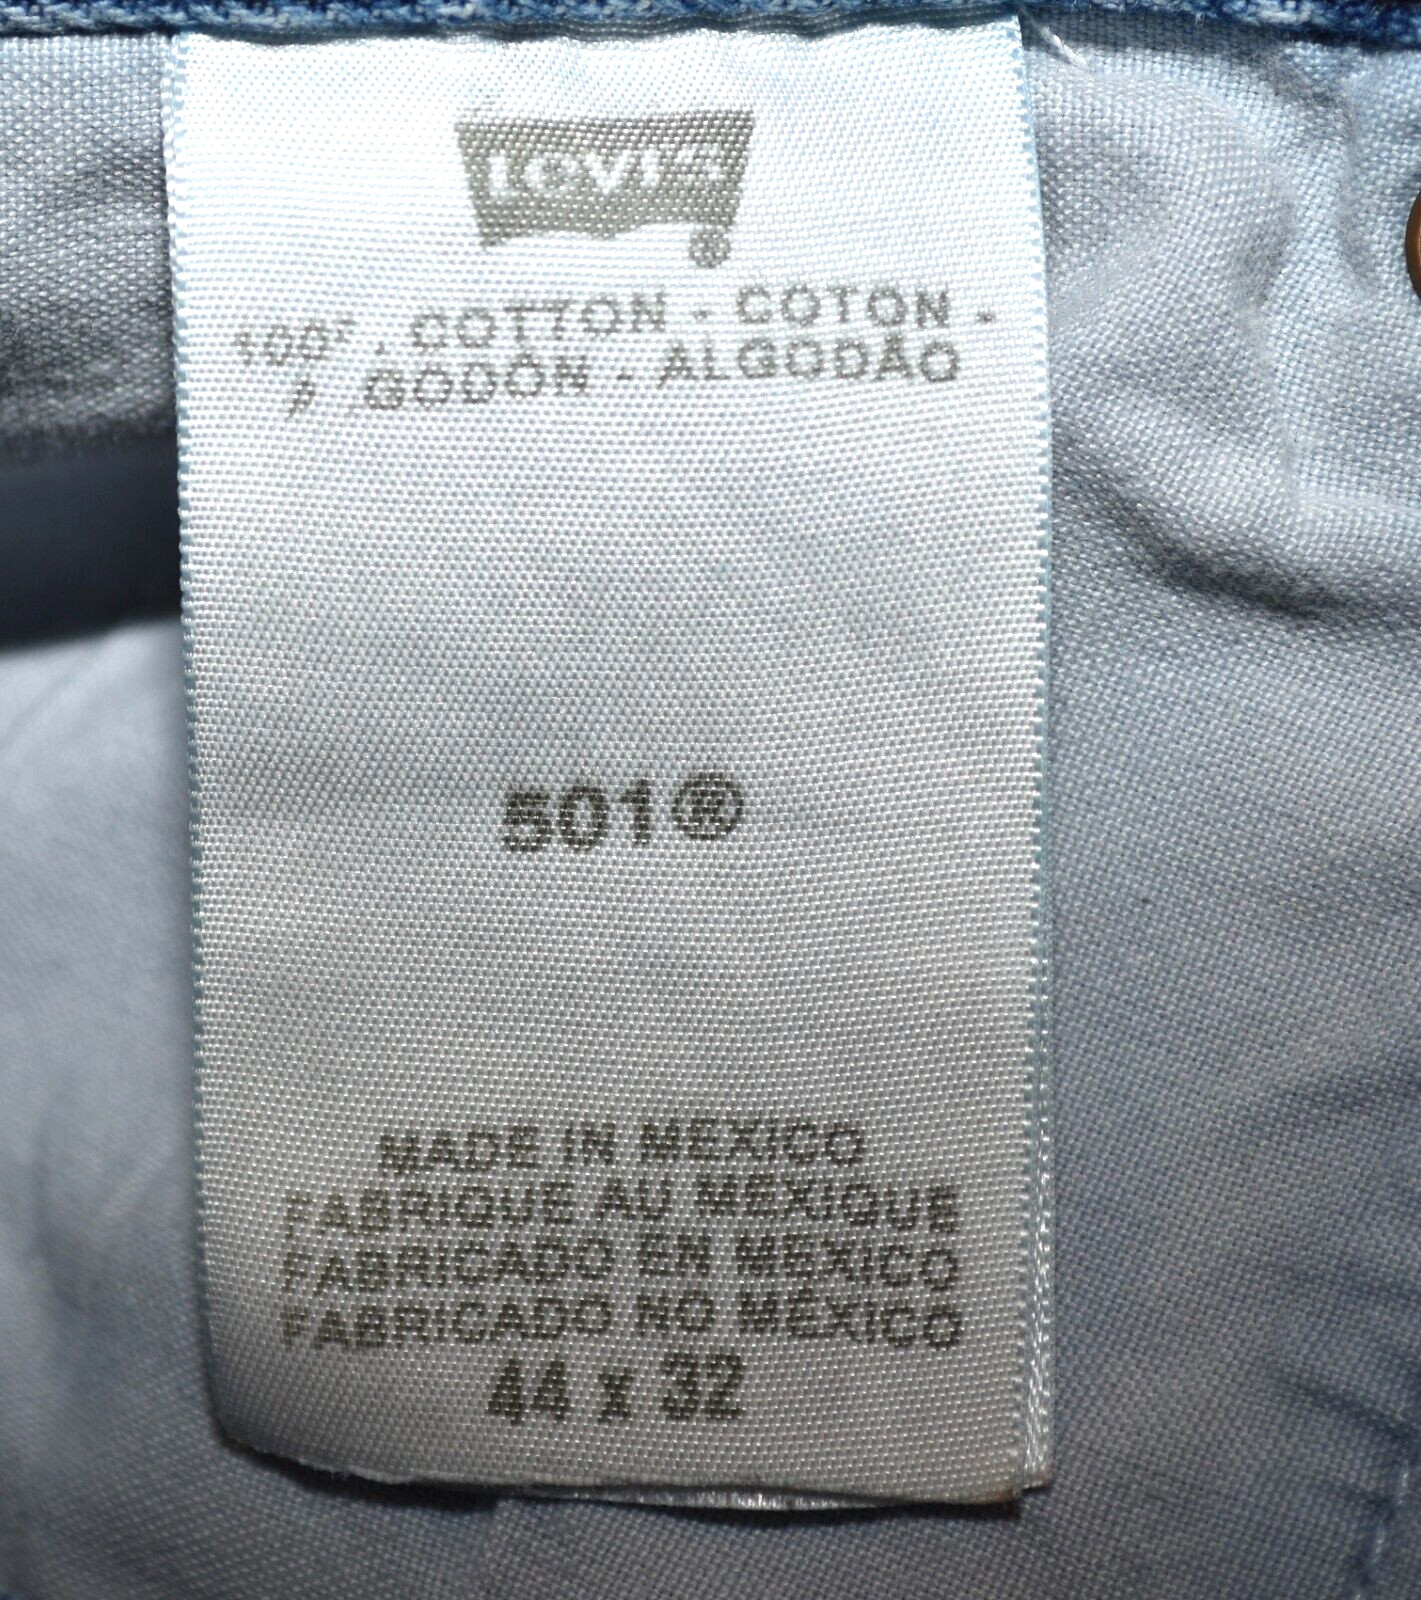 Levi's
®
100% COTTON - COTON -
ALGODÓN - ALGODÃO
501®
MADE IN MEXICO
FABRIQUE AU MEXIQUE
FABRICADO EN MEXICO
FABRICADO NO MÉXICO
44 x 32